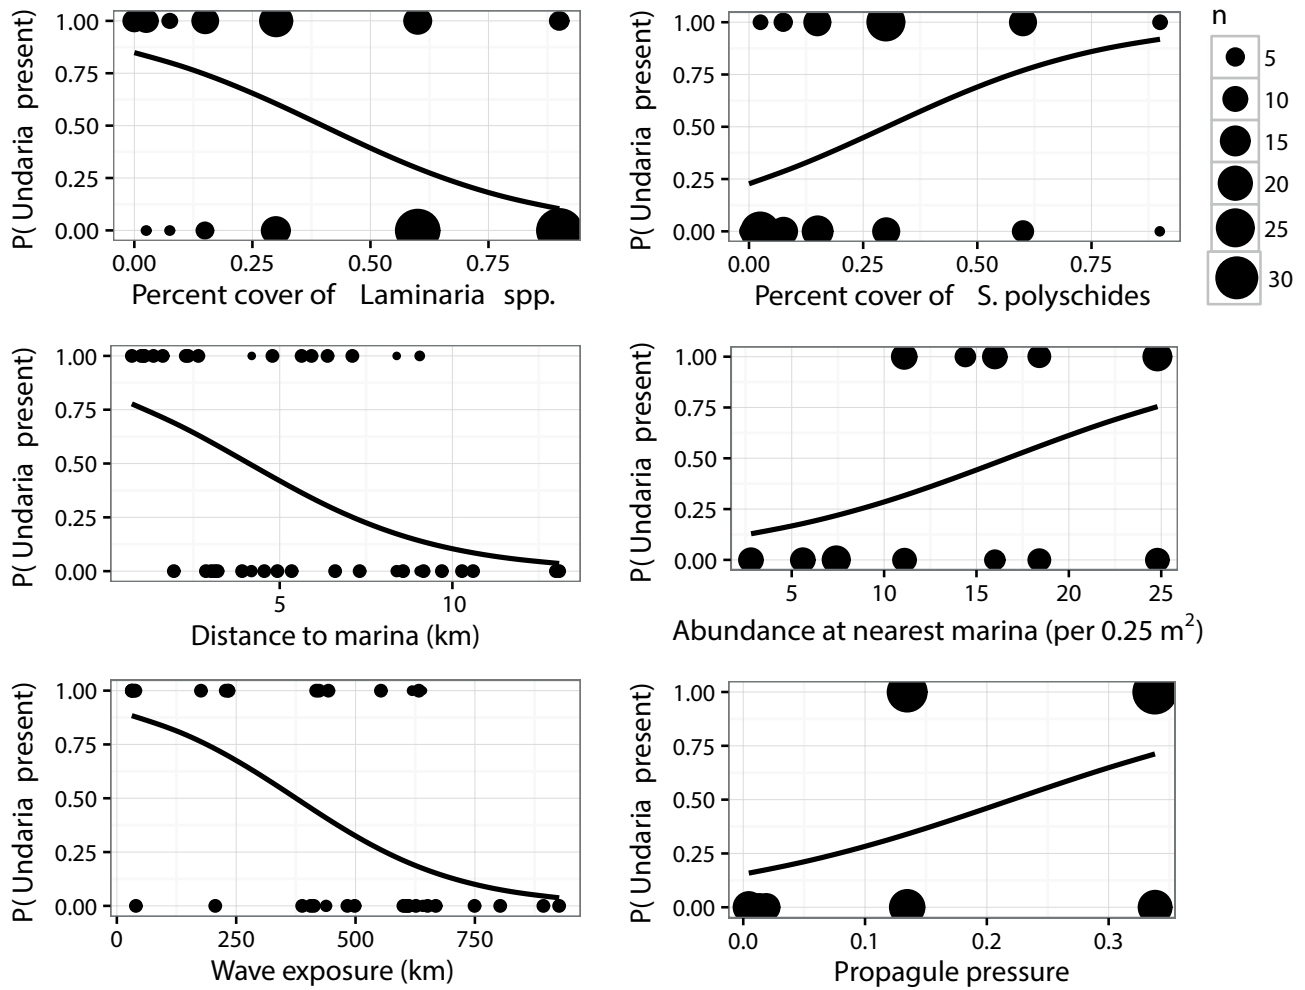 P( Undaria present)
1.00
0.75
0.50
0.25
0.00
0.00 0.25 0.50 0.75
Percent cover of Laminaria spp.
P( Undaria present)
1.00
0.75
0.50
0.25
0.00
0.00 0.25 0.50 0.75
Percent cover of S. polyschides
n
5
10
15
20
25
30
P( Undaria present)
1.00
0.75
0.50
0.25
0.00
5 10
Distance to marina (km)
P( Undaria present)
1.00
0.75
0.50
0.25
0.00
5 10 15 20 25
Abundance at nearest marina (per 0.25 m²)
P( Undaria present)
1.00
0.75
0.50
0.25
0.00
0 250 500 750
Wave exposure (km)
P( Undaria present)
1.00
0.75
0.50
0.25
0.00
0.0 0.1 0.2 0.3
Propagule pressure